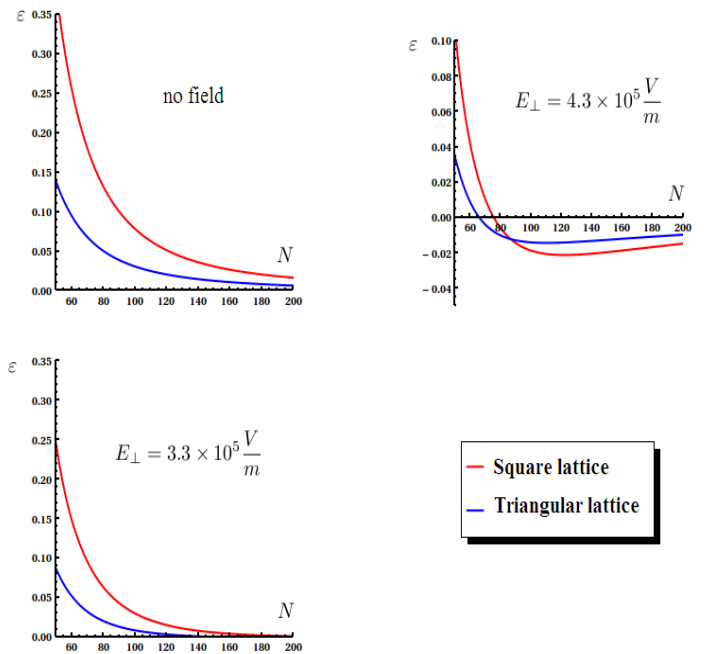 ε
0.35
0.30
0.25
0.20
0.15
0.10
0.05
0.00
60 80 100 120 140 160 180 200
no field
N
ε
0.10
0.08
0.06
0.04
0.02
0.00
−0.02
−0.04
60 80 100 120 140 160 180 200
E⊥ = 4.3 × 10⁵ V/m
N
ε
0.35
0.30
0.25
0.20
0.15
0.10
0.05
0.00
60 80 100 120 140 160 180 200
E⊥ = 3.3 × 10⁵ V/m
N
Square lattice
Triangular lattice